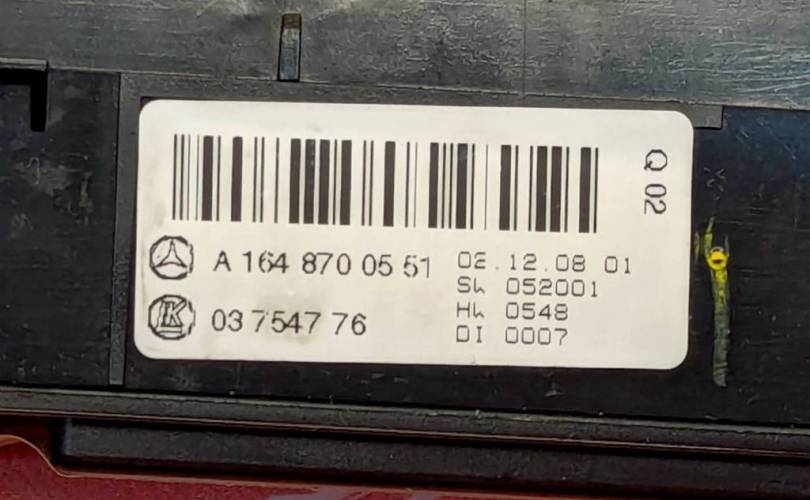 Q 02
A 164 870 05 51
03 7547 76
02.12.08 01
SW 052001
HW 0548
DI 0007